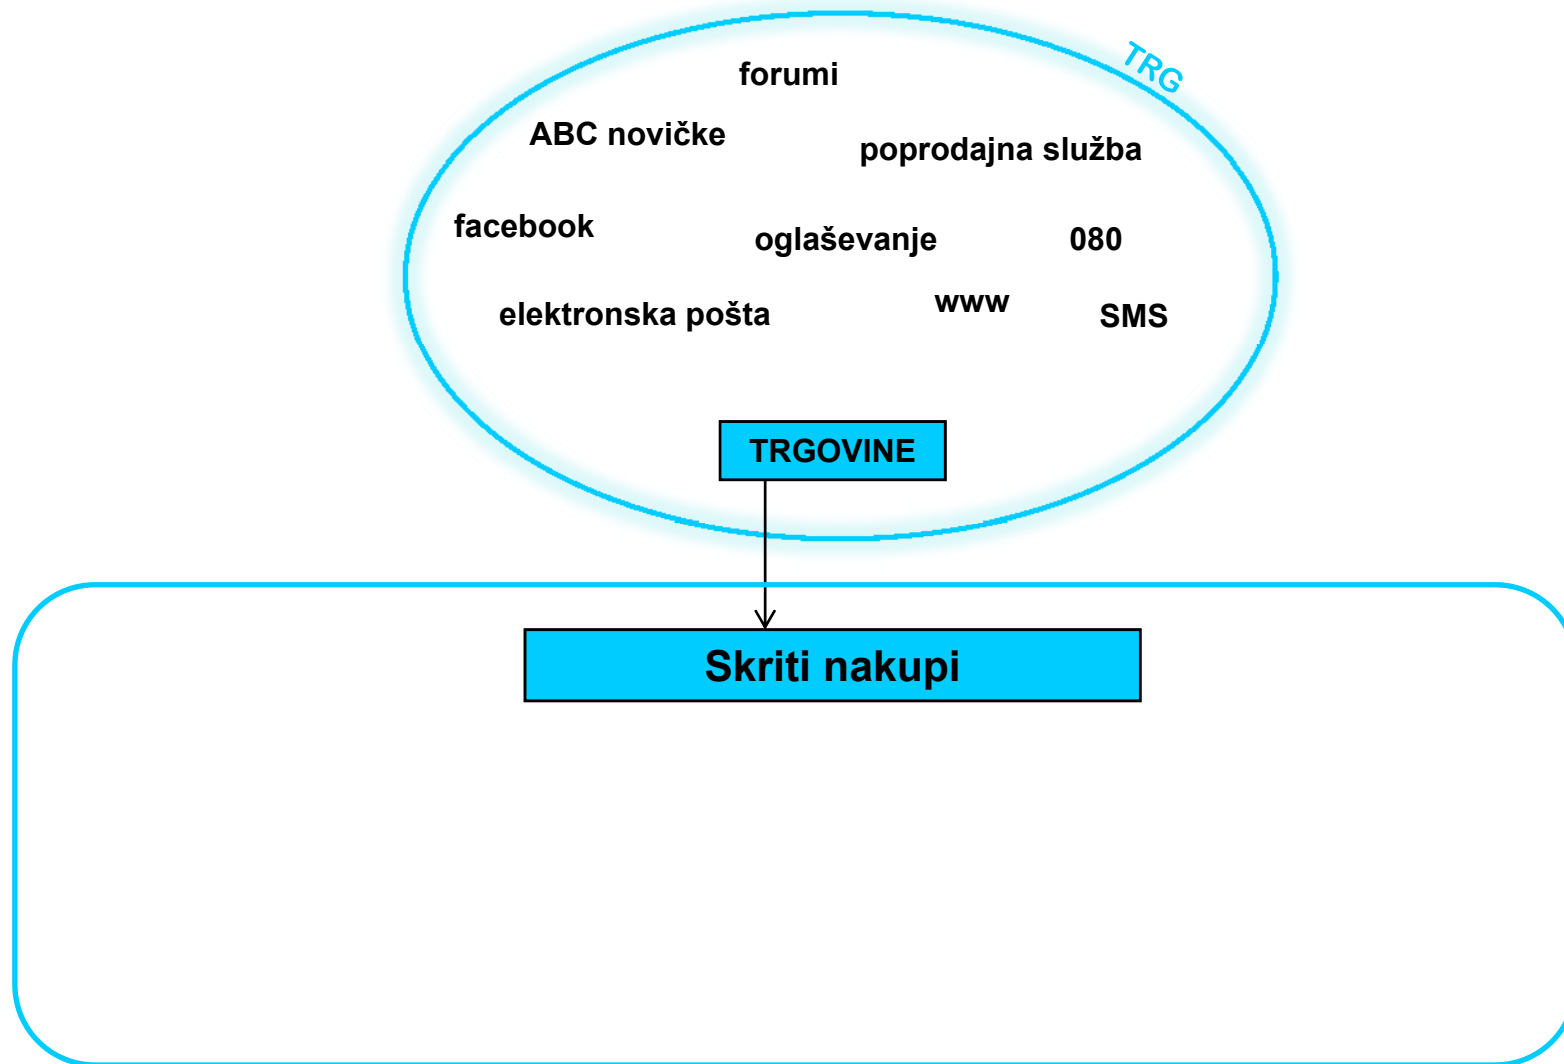 forumi
TRG
ABC novičke
poprodajna služba
facebook
oglaševanje
080
elektronska pošta
www
SMS
TRGOVINE
Skriti nakupi